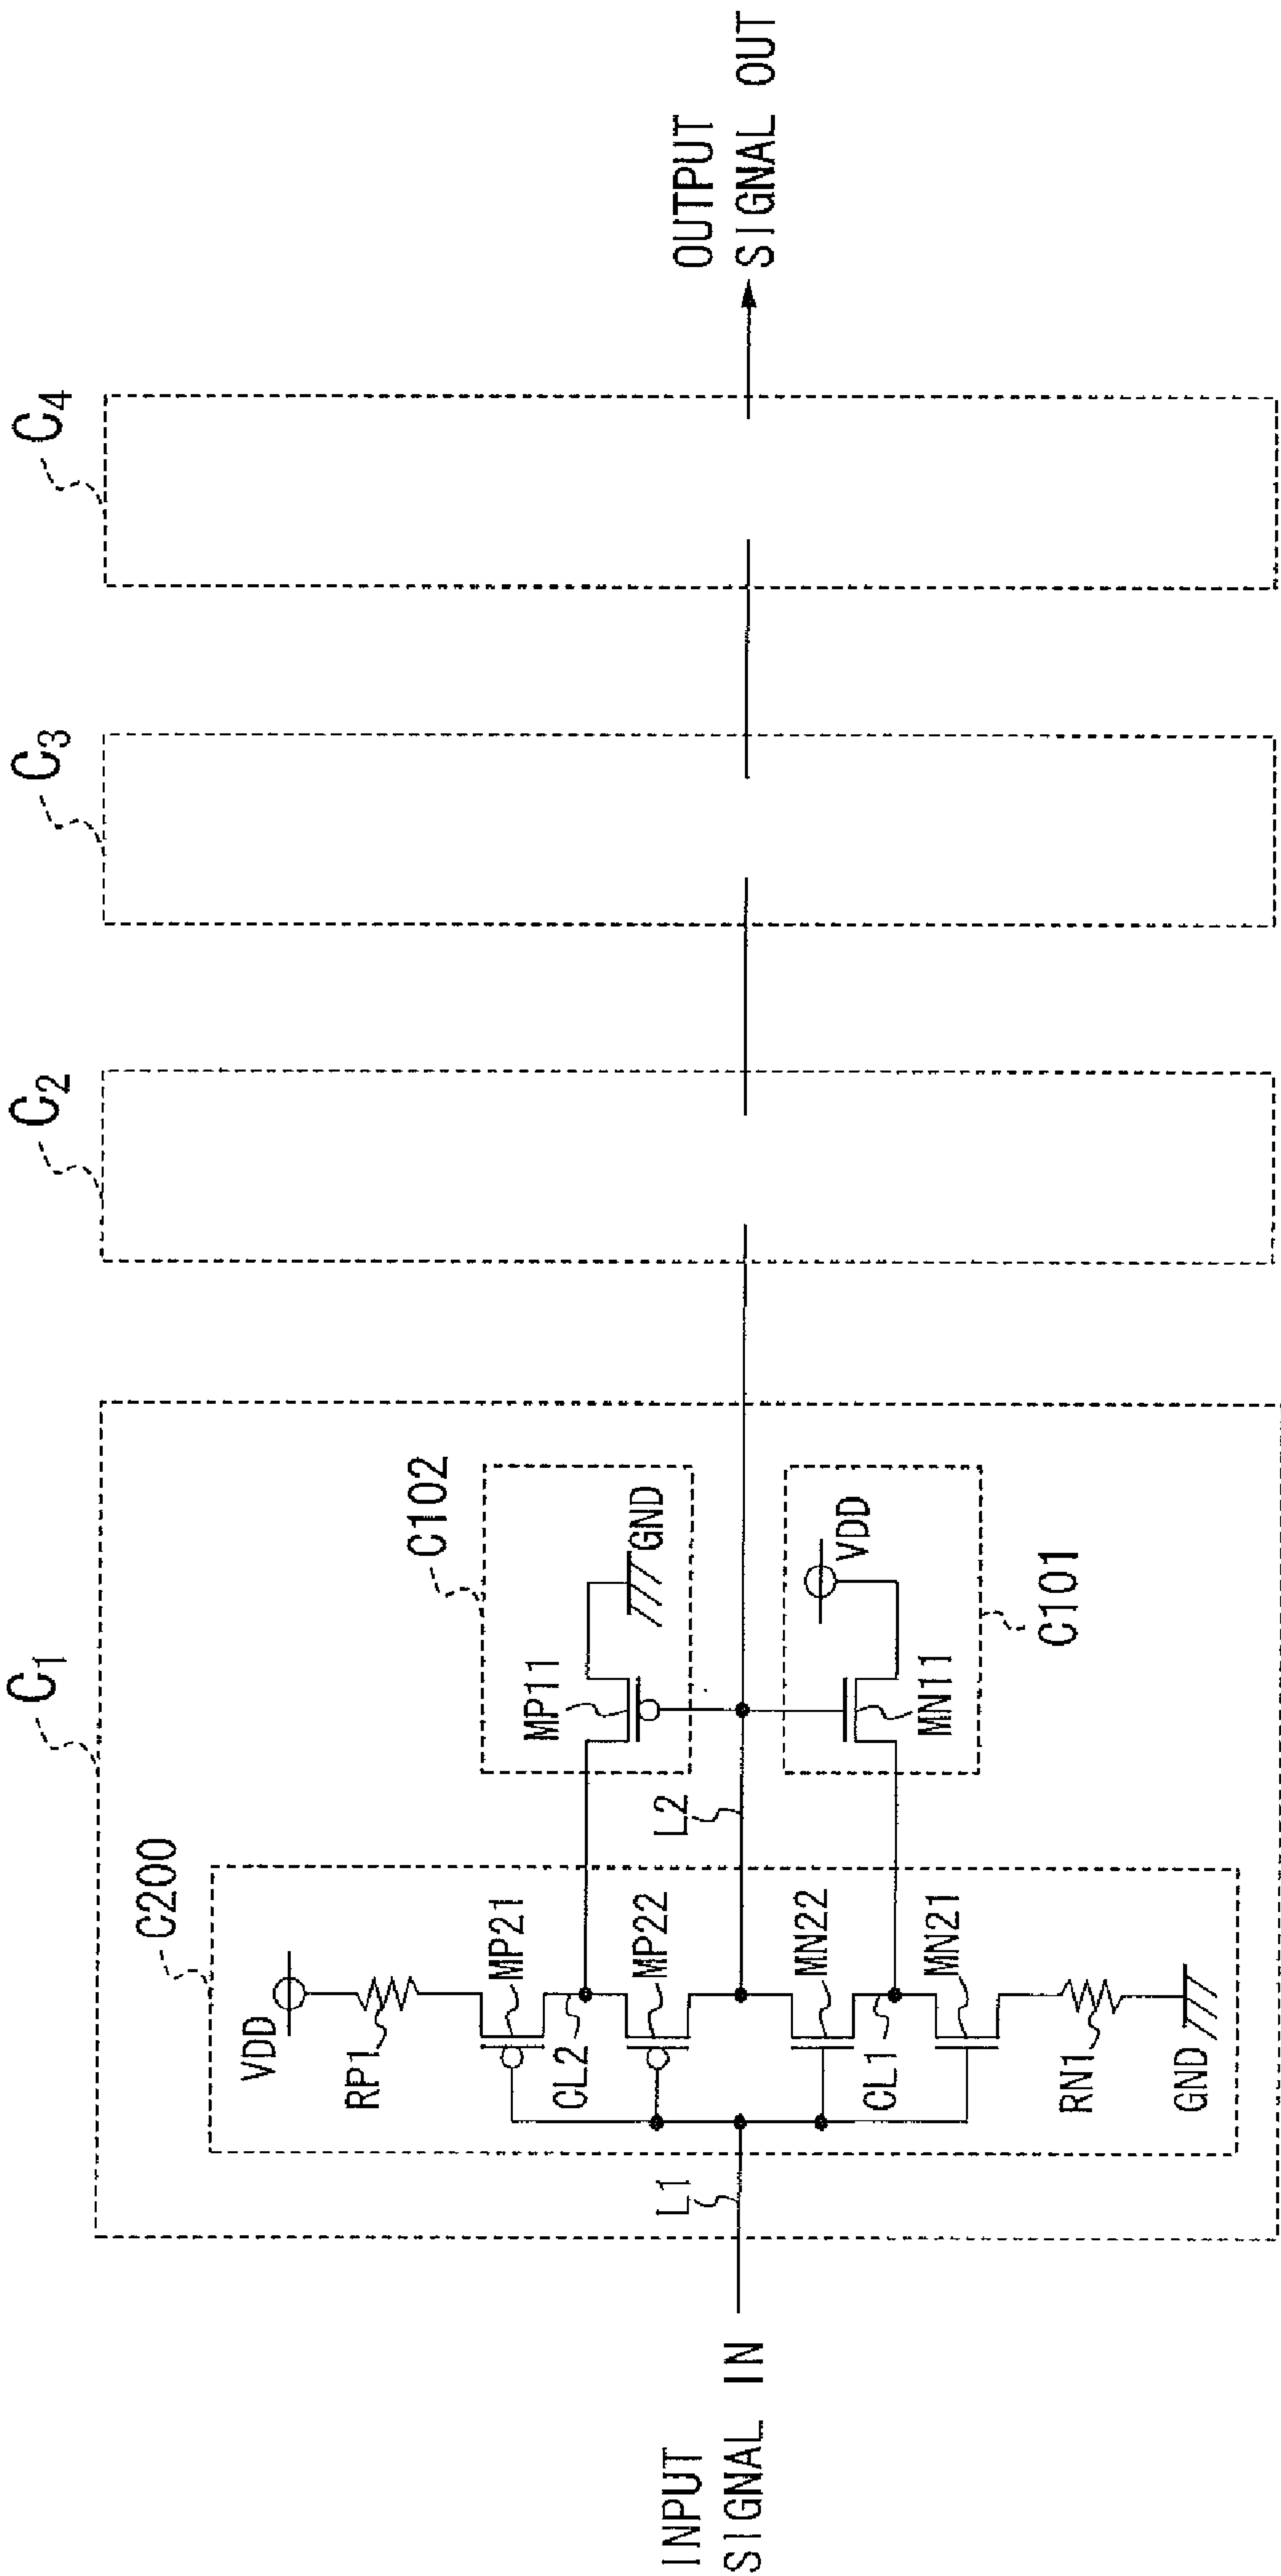 INPUT
SIGNAL IN
L1
C1
C200
VDD
RP1
MP21
CL2
MP22
MN22
CL1
MN21
RN1
GND
L2
C102
MP11
GND
C101
MN11
VDD
C2
C3
C4
OUTPUT
SIGNAL OUT